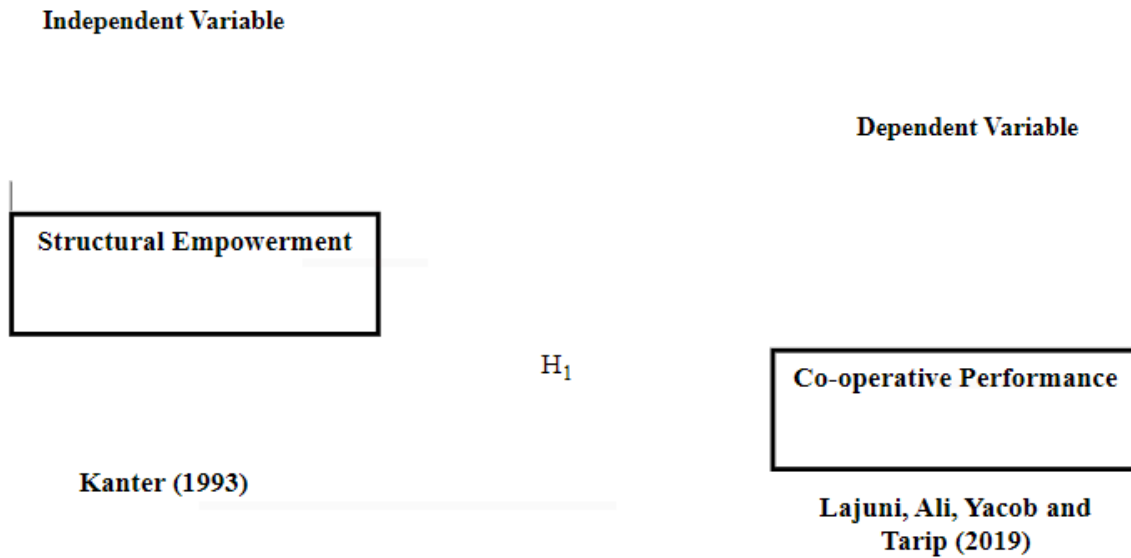 Independent Variable
Dependent Variable
Structural Empowerment
H₁
Co-operative Performance
Kanter (1993)
Lajuni, Ali, Yacob and
Tarip (2019)